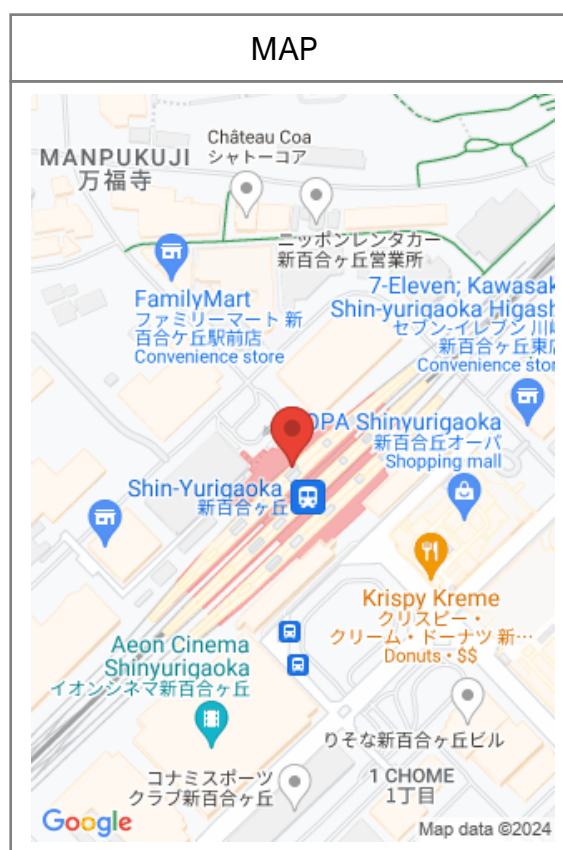 MAP
Château Coa
シャトーコア
MANPUKUJI
万福寺
ニッポンレンタカー
新百合ヶ丘営業所
FamilyMart
ファミリーマート 新
百合ケ丘駅前店
Convenience store
7-Eleven; Kawasak
Shin-yurigaoka Higash
セブン-イレブン 川崎
新百合ヶ丘東店
Convenience stor
OPA Shinyurigaoka
新百合丘オーパ
Shopping mall
Shin-Yurigaoka
新百合ヶ丘
Krispy Kreme
クリスピー・
クリーム・ドーナツ 新…
Donuts • $$
Aeon Cinema
Shinyurigaoka
イオンシネマ新百合ヶ丘
りそな新百合ヶ丘ビル
コナミスポーツ
クラブ新百合ヶ丘
1 CHOME
1丁目
Google
Map data ©2024